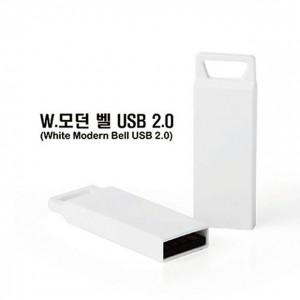 W.모던 벨 USB 2.0
(White Modern Bell USB 2.0)